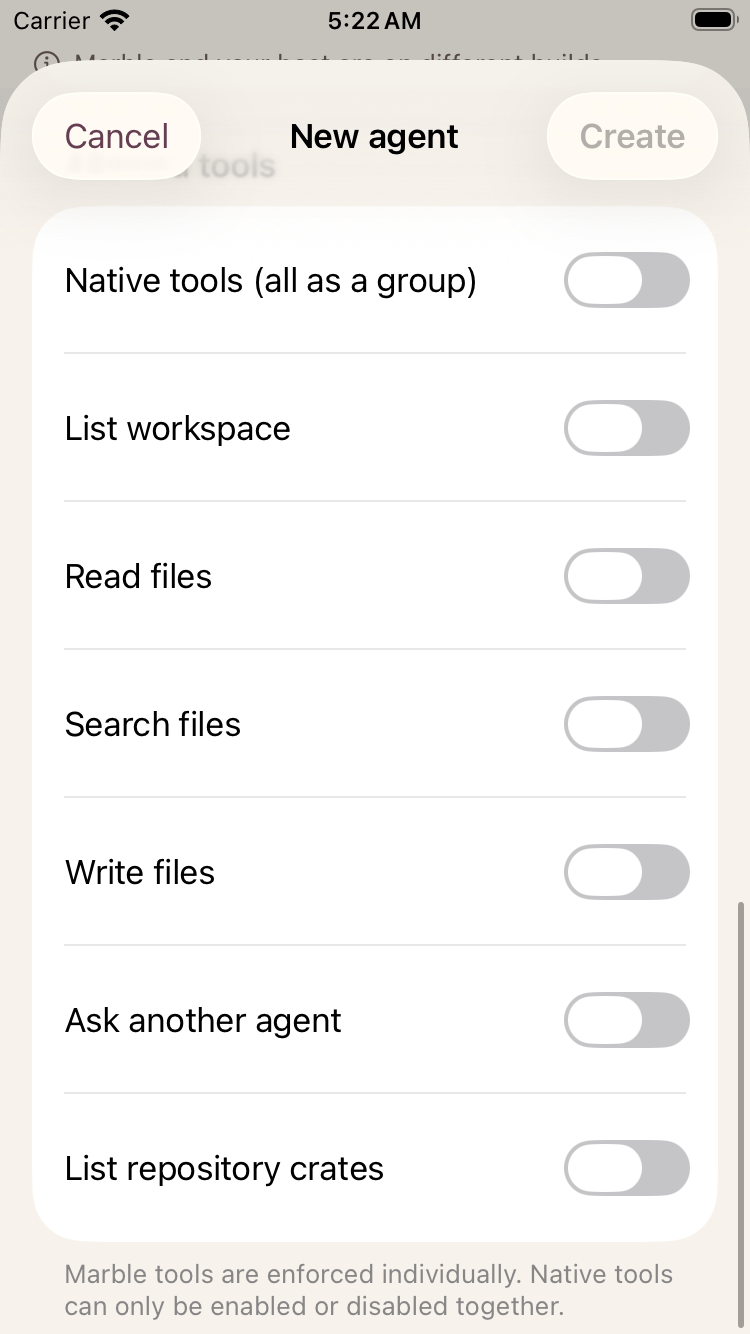 Carrier 5:22 AM
Cancel New agent Create
tools
Native tools (all as a group)
List workspace
Read files
Search files
Write files
Ask another agent
List repository crates
Marble tools are enforced individually. Native tools
can only be enabled or disabled together.